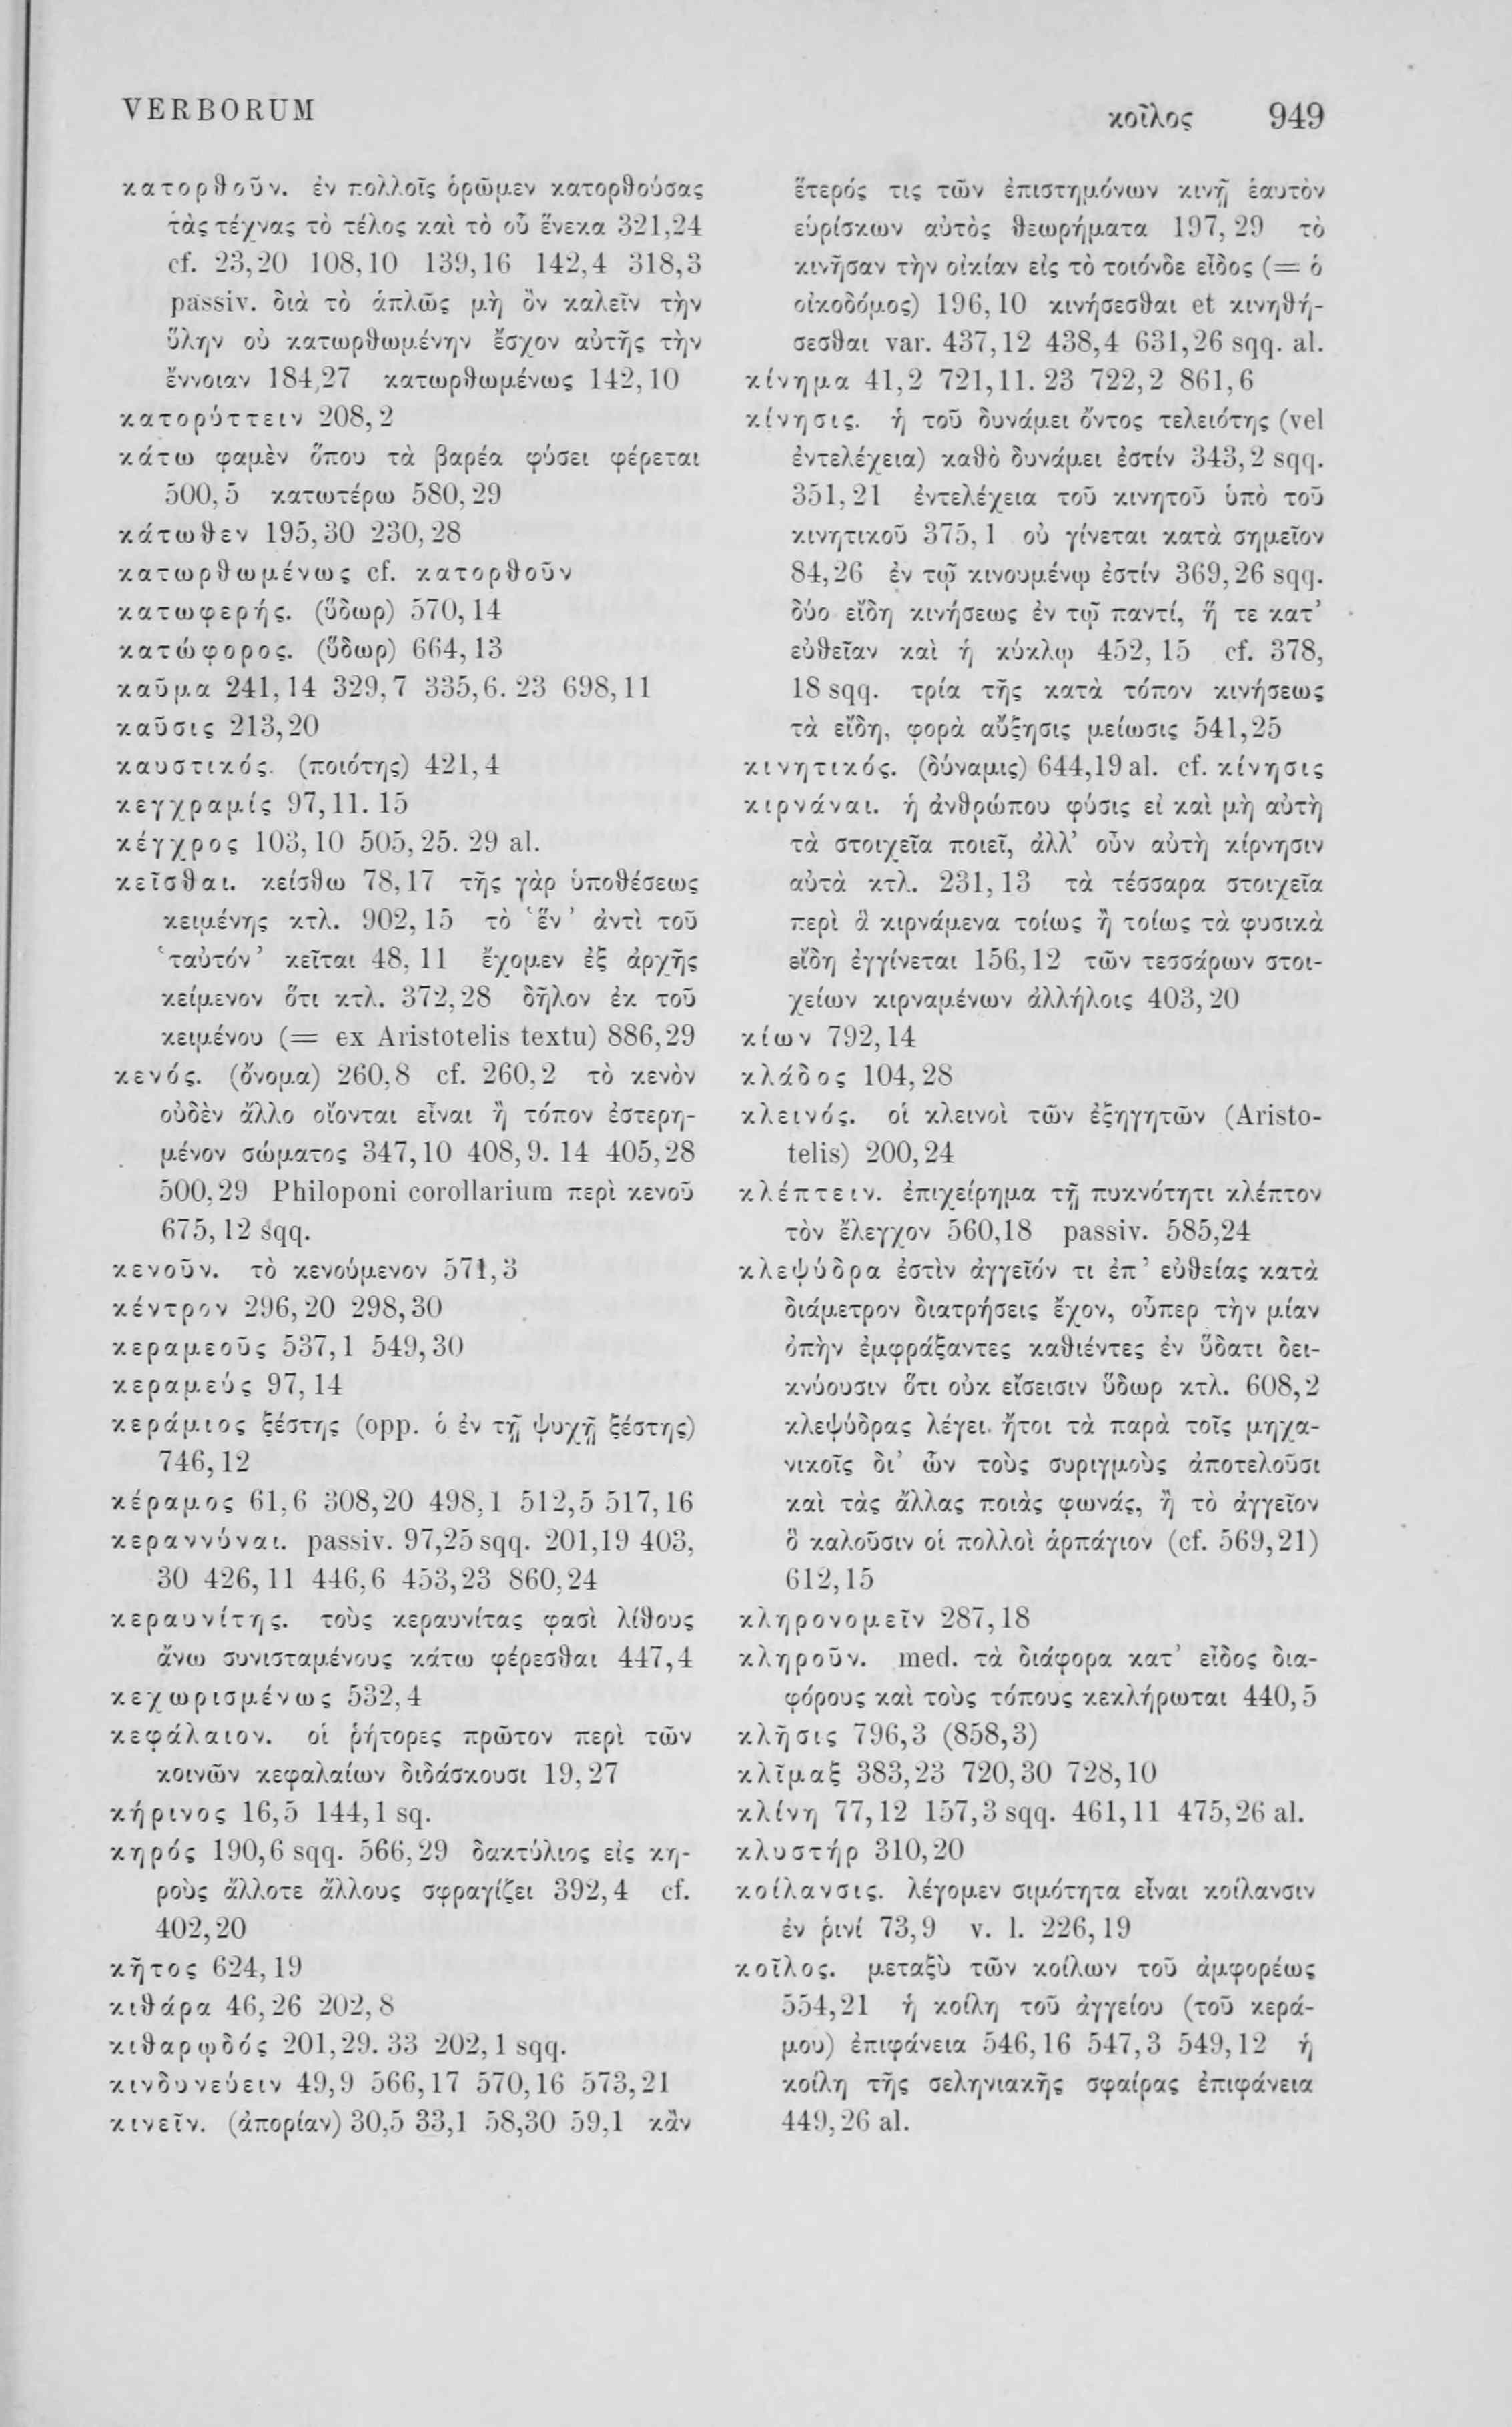 VERBORUM
κοῖλος 949
κατορθοῦν. ἐν πολλοῖς ὁρῶμεν κατορθούσας
τὰς τέχνας τὸ τέλος καὶ τὸ οὗ ἕνεκα 321,24
cf. 23,20 108,10 139,16 142,4 318,3
passiv. διὰ τὸ ἁπλῶς μὴ ὂν καλεῖν τὴν
ὕλην οὐ κατωρθωμένην ἔσχον αὐτῆς τὴν
ἔννοιαν 184,27 κατωρθωμένως 142,10
κατορύττειν 208,2
κάτω φαμὲν ὅπου τὰ βαρέα φύσει φέρεται
500,5 κατωτέρω 580,29
κάτωθεν 195,30 230,28
κατωρθωμένως cf. κατορθοῦν
κατωφερής. (ὕδωρ) 570,14
κατώφορος. (ὕδωρ) 664,13
καῦμα 241,14 329,7 335,6. 23 698,11
καῦσις 213,20
καυστικός. (ποιότης) 421,4
κεγχραμίς 97,11. 15
κέγχρος 103,10 505,25. 29 al.
κεῖσθαι. κείσθω 78,17 τῆς γὰρ ὑποθέσεως
κειμένης κτλ. 902,15 τὸ ‘ἕν’ ἀντὶ τοῦ
‘ταὐτόν’ κεῖται 48,11 ἔχομεν ἐξ ἀρχῆς
κείμενον ὅτι κτλ. 372,28 δῆλον ἐκ τοῦ
κειμένου (= ex Aristotelis textu) 886,29
κενός. (ὄνομα) 260,8 cf. 260,2 τὸ κενὸν
οὐδὲν ἄλλο οἴονται εἶναι ἢ τόπον ἐστερη-
μένον σώματος 347,10 408,9. 14 405,28
500,29 Philoponi corollarium περὶ κενοῦ
675,12 sqq.
κενοῦν. τὸ κενούμενον 571,3
κέντρον 296,20 298,30
κεραμεοῦς 537,1 549,30
κεραμεύς 97,14
κεράμιος ξέστης (opp. ὁ ἐν τῇ ψυχῇ ξέστης)
746,12
κέραμος 61,6 308,20 498,1 512,5 517,16
κεραννύναι. passiv. 97,25 sqq. 201,19 403,
30 426,11 446,6 453,23 860,24
κεραυνίτης. τοὺς κεραυνίτας φασὶ λίθους
ἄνω συνισταμένους κάτω φέρεσθαι 447,4
κεχωρισμένως 532,4
κεφάλαιον. οἱ ῥήτορες πρῶτον περὶ τῶν
κοινῶν κεφαλαίων διδάσκουσι 19,27
κήρινος 16,5 144,1 sq.
κηρός 190,6 sqq. 566,29 δακτύλιος εἰς κη-
ροὺς ἄλλοτε ἄλλους σφραγίζει 392,4 cf.
402,20
κῆτος 624,19
κιθάρα 46,26 202,8
κιθαρῳδός 201,29. 33 202,1 sqq.
κινδυνεύειν 49,9 566,17 570,16 573,21
κινεῖν. (ἀπορίαν) 30,5 33,1 58,30 59,1 κἂν
ἕτερός τις τῶν ἐπιστημόνων κινῇ ἑαυτὸν
εὑρίσκων αὐτὸς θεωρήματα 197,29 τὸ
κινῆσαν τὴν οἰκίαν εἰς τὸ τοιόνδε εἶδος (= ὁ
οἰκοδόμος) 196,10 κινήσεσθαι et κινηθή-
σεσθαι var. 437,12 438,4 631,26 sqq. al.
κίνημα 41,2 721,11. 23 722,2 861,6
κίνησις. ἡ τοῦ δυνάμει ὄντος τελειότης (vel
ἐντελέχεια) καθὸ δυνάμει ἐστίν 343,2 sqq.
351,21 ἐντελέχεια τοῦ κινητοῦ ὑπὸ τοῦ
κινητικοῦ 375,1 οὐ γίνεται κατὰ σημεῖον
84,26 ἐν τῷ κινουμένῳ ἐστίν 369,26 sqq.
δύο εἴδη κινήσεως ἐν τῷ παντί, ἥ τε κατ’
εὐθεῖαν καὶ ἡ κύκλῳ 452,15 cf. 378,
18 sqq. τρία τῆς κατὰ τόπον κινήσεως
τὰ εἴδη, φορὰ αὔξησις μείωσις 541,25
κινητικός. (δύναμις) 644,19 al. cf. κίνησις
κιρνάναι. ἡ ἀνθρώπου φύσις εἰ καὶ μὴ αὐτὴ
τὰ στοιχεῖα ποιεῖ, ἀλλ’ οὖν αὐτὴ κίρνησιν
αὐτὰ κτλ. 231,13 τὰ τέσσαρα στοιχεῖα
περὶ ἃ κιρνάμενα τοίως ἢ τοίως τὰ φυσικὰ
εἴδη ἐγγίνεται 156,12 τῶν τεσσάρων στοι-
χείων κιρναμένων ἀλλήλοις 403,20
κίων 792,14
κλάδος 104,28
κλεινός. οἱ κλεινοὶ τῶν ἐξηγητῶν (Aristo-
telis) 200,24
κλέπτειν. ἐπιχείρημα τῇ πυκνότητι κλέπτον
τὸν ἔλεγχον 560,18 passiv. 585,24
κλεψύδρα ἐστὶν ἀγγεῖόν τι ἐπ’ εὐθείας κατὰ
διάμετρον διατρήσεις ἔχον, οὗπερ τὴν μίαν
ὀπὴν ἐμφράξαντες καθιέντες ἐν ὕδατι δει-
κνύουσιν ὅτι οὐκ εἴσεισιν ὕδωρ κτλ. 608,2
κλεψύδρας λέγει ἤτοι τὰ παρὰ τοῖς μηχα-
νικοῖς δι’ ὧν τοὺς συριγμοὺς ἀποτελοῦσι
καὶ τὰς ἄλλας ποιὰς φωνάς, ἢ τὸ ἀγγεῖον
ὃ καλοῦσιν οἱ πολλοὶ ἁρπάγιον (cf. 569,21)
612,15
κληρονομεῖν 287,18
κληροῦν. med. τὰ διάφορα κατ’ εἶδος δια-
φόρους καὶ τοὺς τόπους κεκλήρωται 440,5
κλῆσις 796,3 (858,3)
κλῖμαξ 383,23 720,30 728,10
κλίνη 77,12 157,3 sqq. 461,11 475,26 al.
κλυστήρ 310,20
κοίλανσις. λέγομεν σιμότητα εἶναι κοίλανσιν
ἐν ῥινί 73,9 v. l. 226,19
κοῖλος. μεταξὺ τῶν κοίλων τοῦ ἀμφορέως
554,21 ἡ κοίλη τοῦ ἀγγείου (τοῦ κερά-
μου) ἐπιφάνεια 546,16 547,3 549,12 ἡ
κοίλη τῆς σεληνιακῆς σφαίρας ἐπιφάνεια
449,26 al.